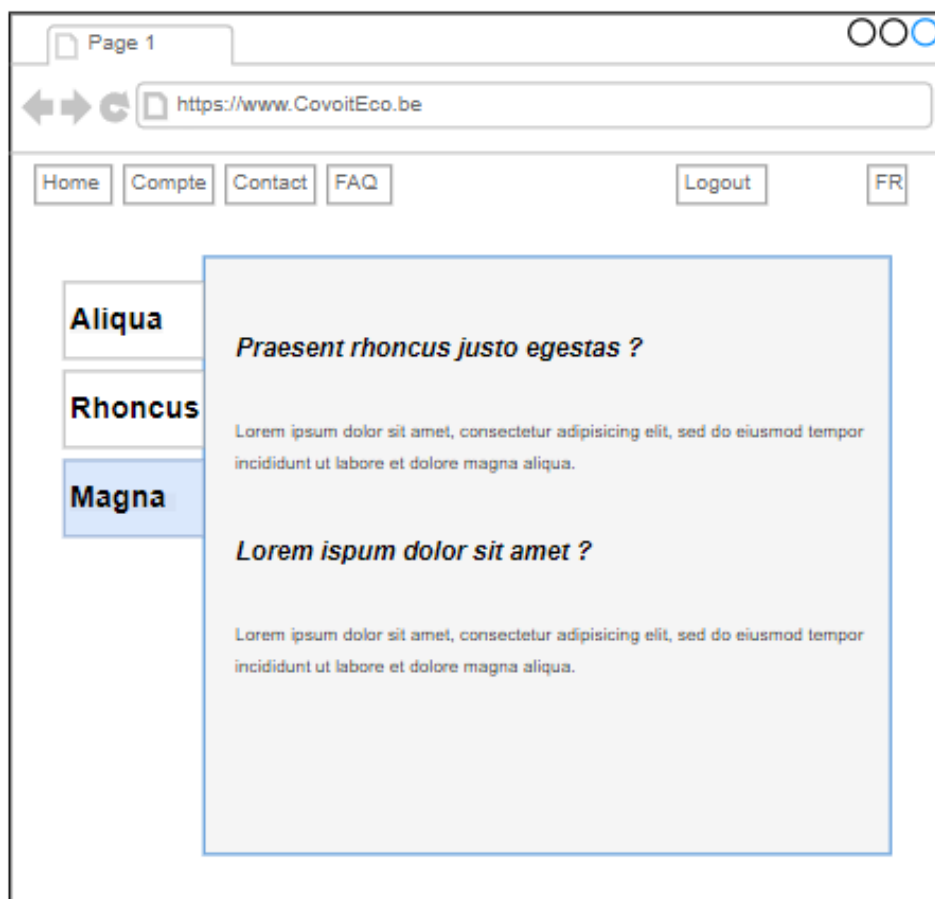 Page 1
https://www.CovoitEco.be
Home Compte Contact FAQ Logout FR
Aliqua
Rhoncus
Magna
Praesent rhoncus justo egestas ?
Lorem ipsum dolor sit amet, consectetur adipisicing elit, sed do eiusmod tempor
incididunt ut labore et dolore magna aliqua.
Lorem ispum dolor sit amet ?
Lorem ipsum dolor sit amet, consectetur adipisicing elit, sed do eiusmod tempor
incididunt ut labore et dolore magna aliqua.